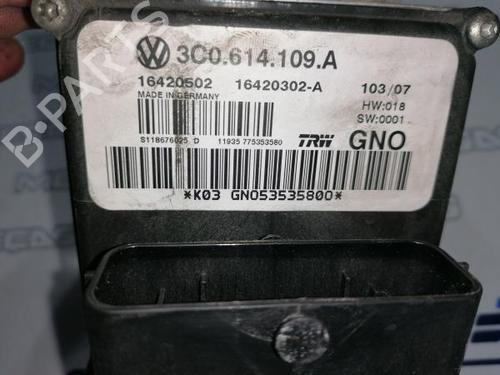 3C0.614.109.A
16420502 16420302-A 103/07
MADE IN GERMANY HW:018
SW:0001
S118676025 D 11935 775353580 TRW GNO
*K03 GNO53535800*
B-PARTS